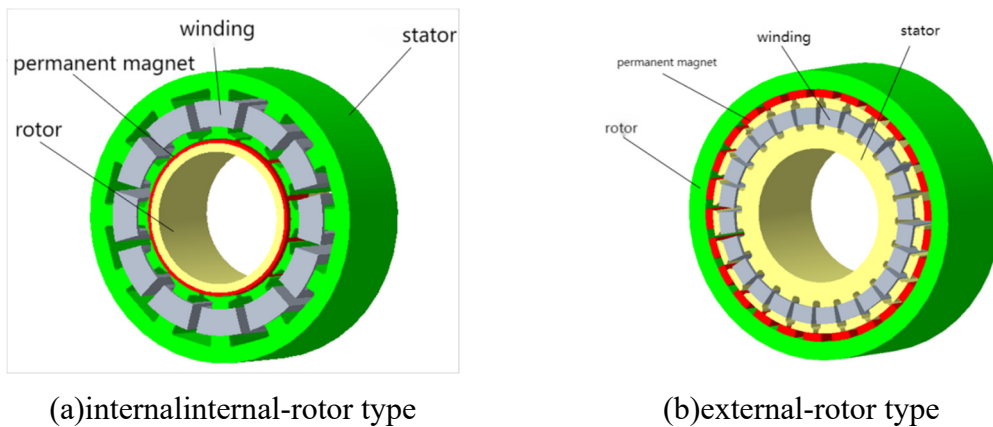 winding
stator
permanent magnet
rotor
(a)internalinternal-rotor type
stator
winding
permanent magnet
rotor
(b)external-rotor type